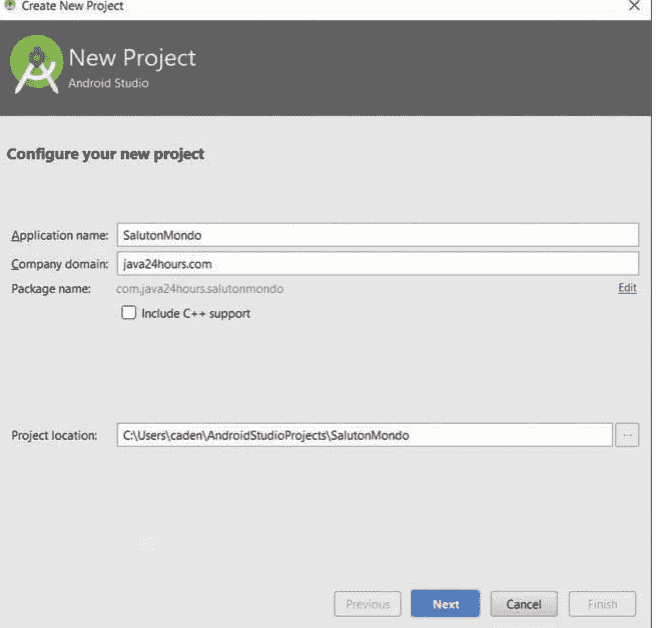 Create New Project
New Project
Android Studio
Configure your new project
Application name: SalutonMondo
Company domain: java24hours.com
Package name: com.java24hours.salutonmondo Edit
Include C++ support
Project location: C:\Users\caden\AndroidStudioProjects\SalutonMondo ...
Previous Next Cancel Finish